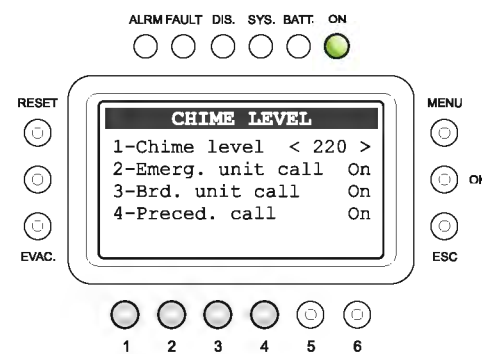 ALRM FAULT DIS. SYS. BATT. ON
RESET
MENU
CHIME LEVEL
1-Chime level < 220 >
2-Emerg. unit call On
3-Brd. unit call On
4-Preced. call On
EVAC.
ESC
1 2 3 4 5 6